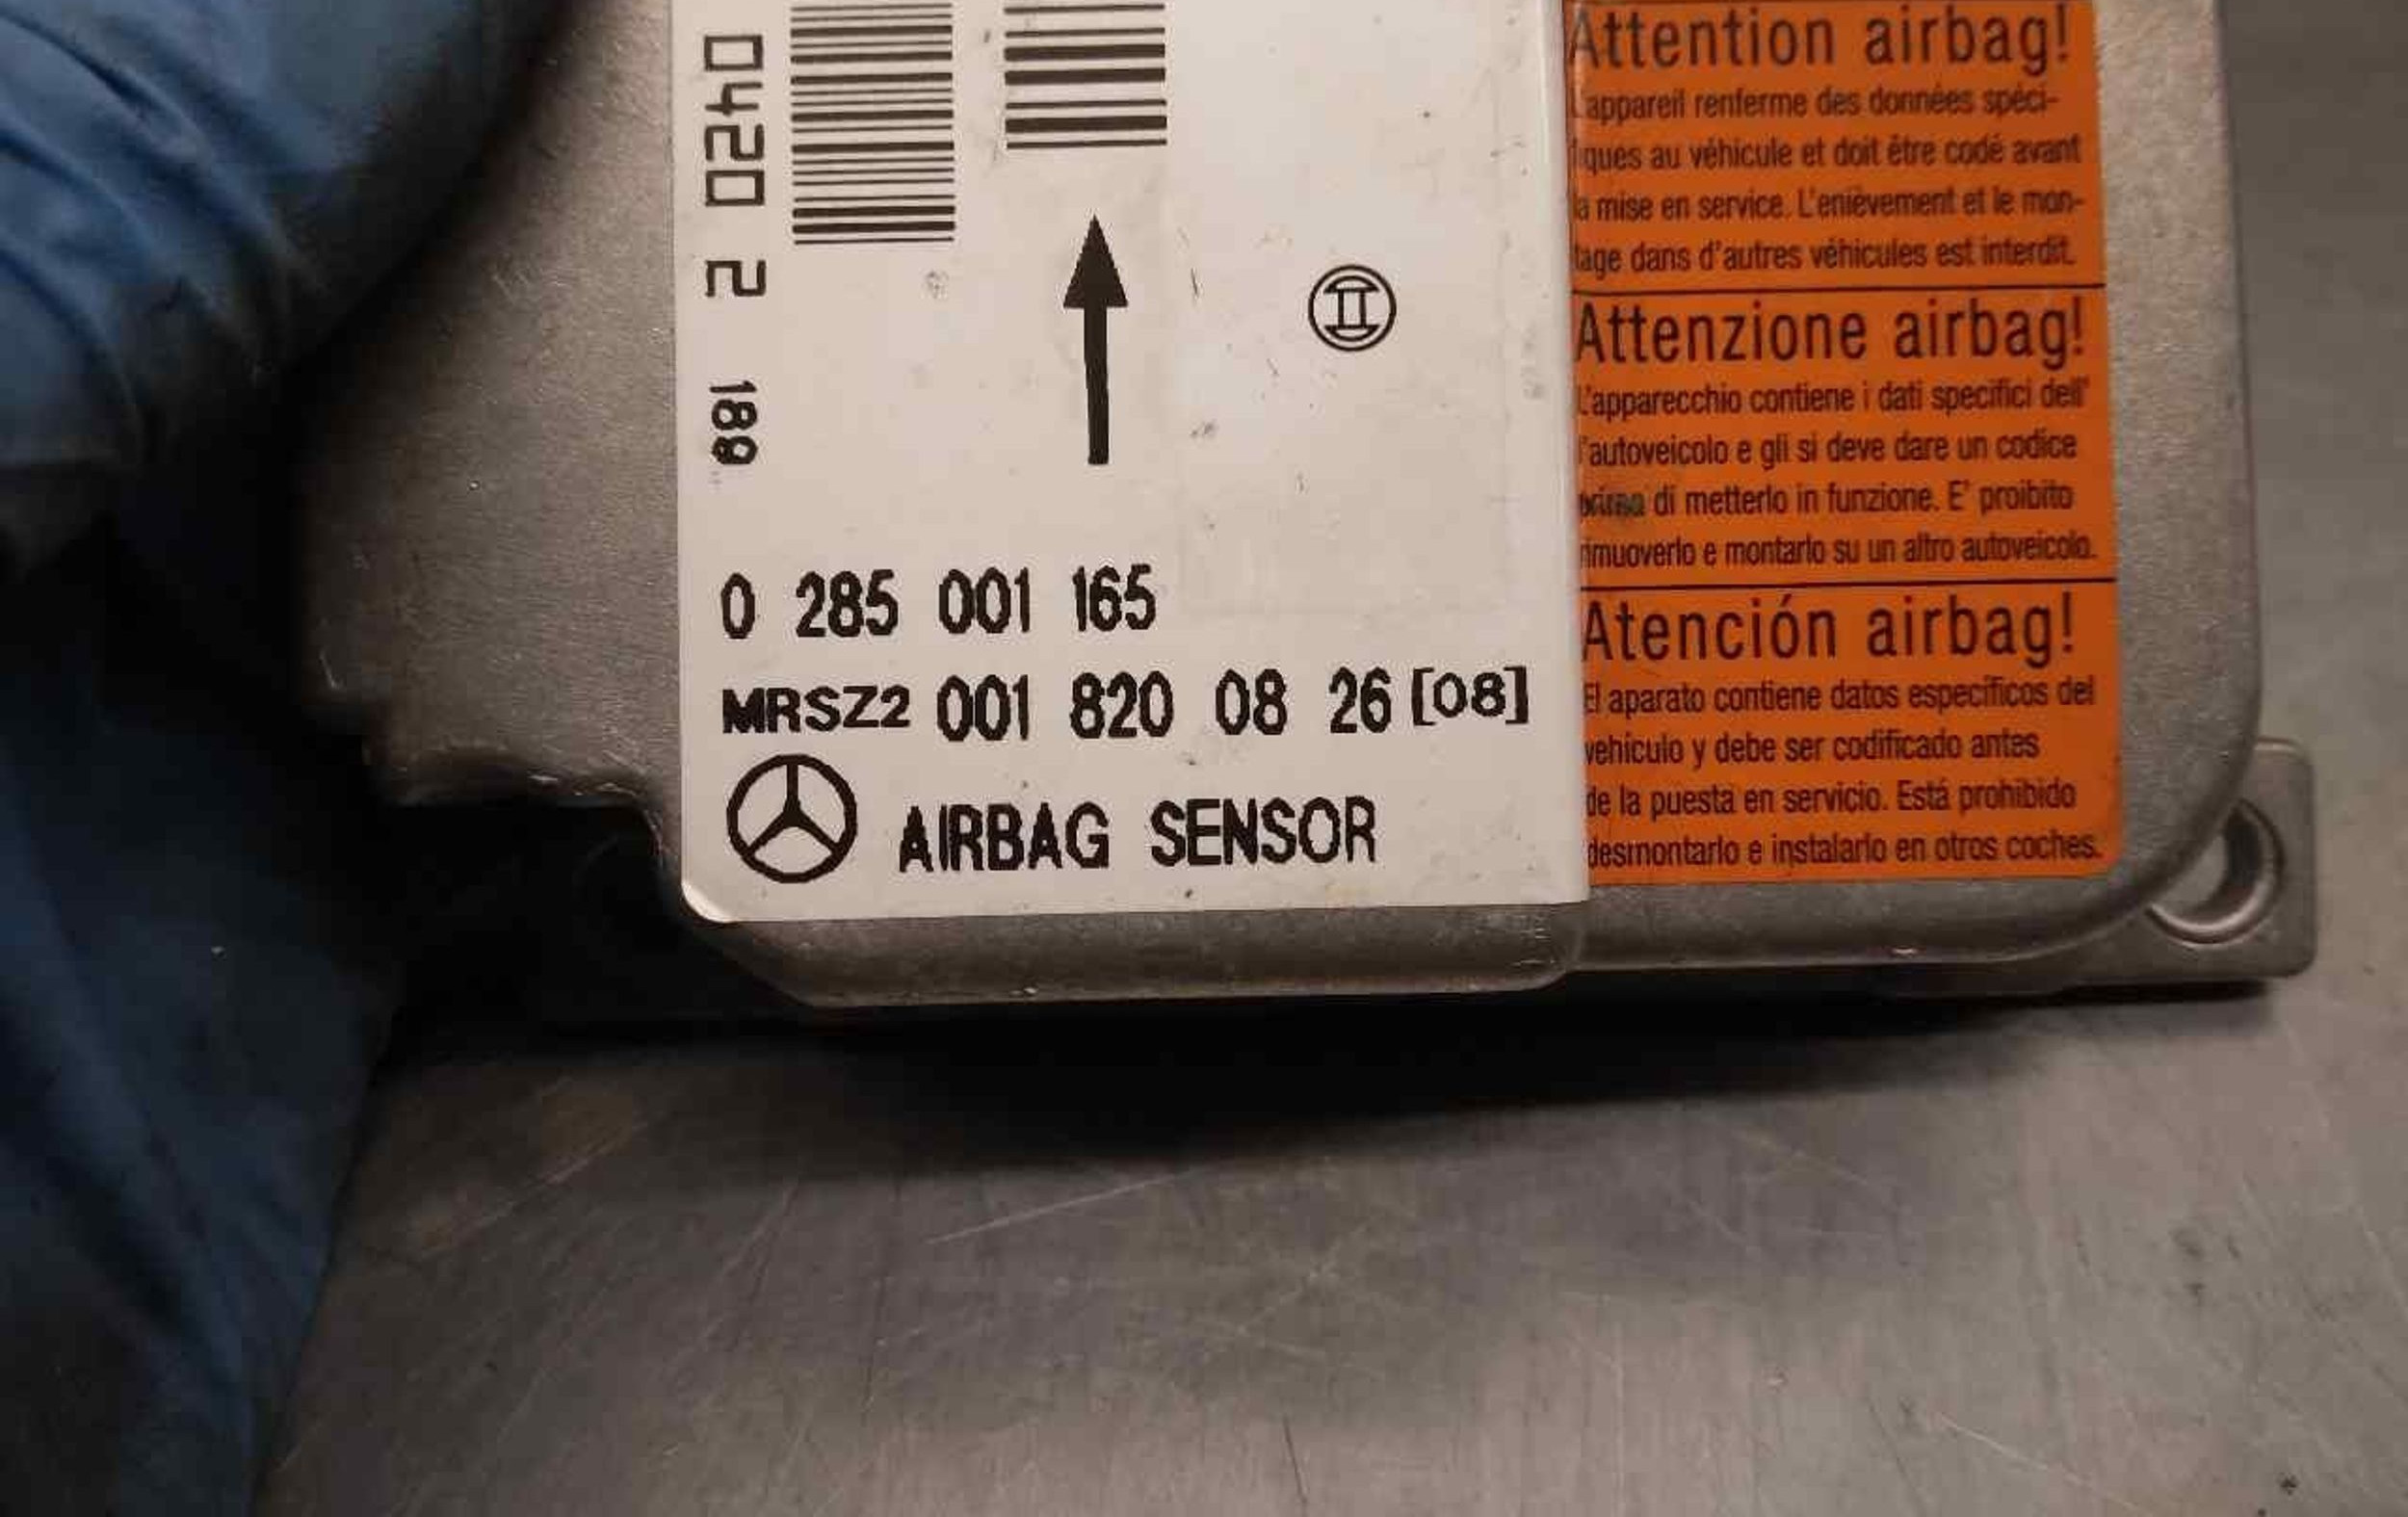 0420 2 189
0 285 001 165
MRSZ2 001 820 08 26 [08]
AIRBAG SENSOR
Attention airbag!
L'appareil renferme des données spéci-
fiques au véhicule et doit être codé avant
la mise en service. L'enièvement et le mon-
tage dans d'autres véhicules est interdit.
Attenzione airbag!
L'apparecchio contiene i dati specifici dell'
l'autoveicolo e gli si deve dare un codice
prima di metterlo in funzione. E' proibito
rimuoverlo e montarlo su un altro autoveicolo.
Atención airbag!
El aparato contiene datos específicos del
vehiculo y debe ser codificado antes
de la puesta en servicio. Está prohibido
desmontarlo e instalarlo en otros coches.